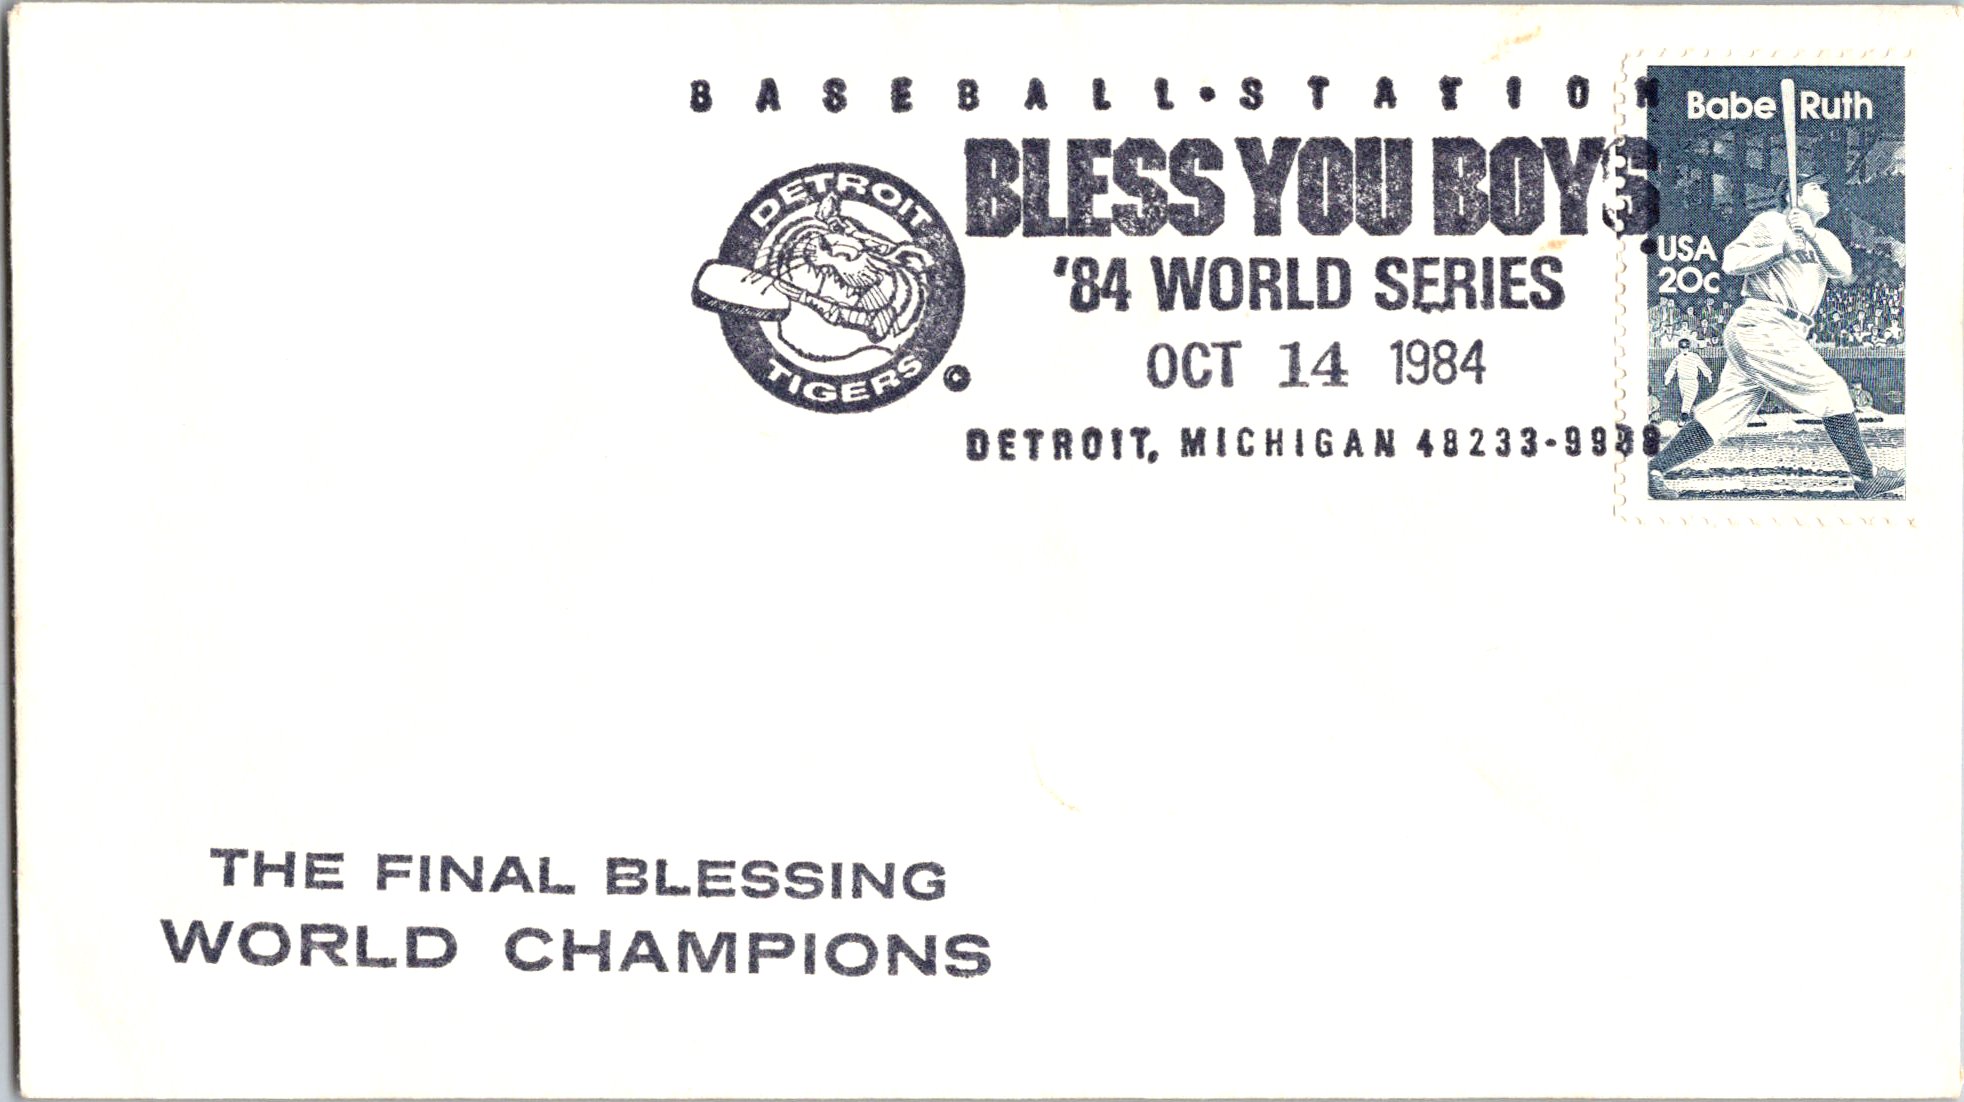 BASEBALL • STATION
BLESS YOU BOYS
'84 WORLD SERIES
OCT 14 1984
DETROIT, MICHIGAN 48233-9998
DETROIT
TIGERS
©
Babe Ruth
USA
20c
THE FINAL BLESSING
WORLD CHAMPIONS